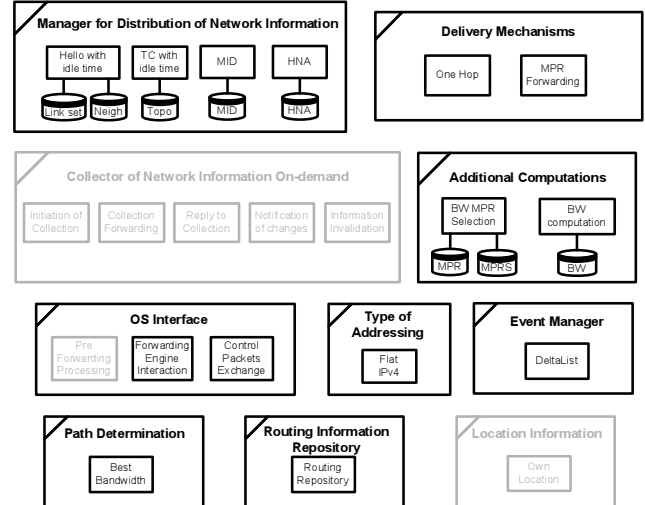 Manager for Distribution of Network Information
Hello with
idle time
TC with
idle time
MID
HNA
Link set
Neigh
Topo
MID
HNA
Delivery Mechanisms
One Hop
MPR
Forwarding
Collector of Network Information On-demand
Initiation of
Collection
Collection
Forwarding
Reply to
Collection
Notification
of changes
Information
Invalidation
Additional Computations
BW MPR
Selection
BW
computation
MPR
MPRS
BW
OS Interface
Pre
Forwarding
Processing
Forwarding
Engine
Interaction
Control
Packets
Exchange
Type of
Addressing
Flat
IPv4
Event Manager
DeltaList
Path Determination
Best
Bandwidth
Routing Information
Repository
Routing
Repository
Location Information
Own
Location